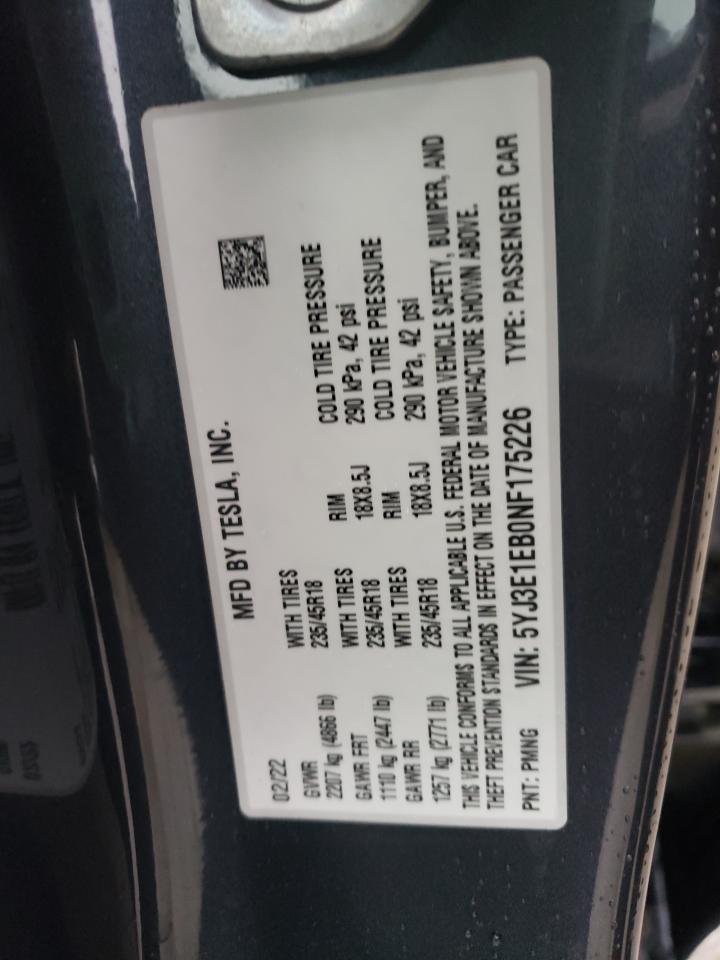 MFD BY TESLA, INC.
02/22
GVWR WITH TIRES RIM COLD TIRE PRESSURE
2207 kg (4866 lb) 235/45R18 18X8.5J 290 kPa, 42 psi
GAWR FRT WITH TIRES RIM COLD TIRE PRESSURE
1110 kg (2447 lb) 235/45R18 18X8.5J 290 kPa, 42 psi
GAWR RR WITH TIRES
1257 kg (2771 lb) 235/45R18
THIS VEHICLE CONFORMS TO ALL APPLICABLE U.S. FEDERAL MOTOR VEHICLE SAFETY, BUMPER, AND
THEFT PREVENTION STANDARDS IN EFFECT ON THE DATE OF MANUFACTURE SHOWN ABOVE.
PNT: PMNG VIN: 5YJ3E1EB0NF175226 TYPE: PASSENGER CAR